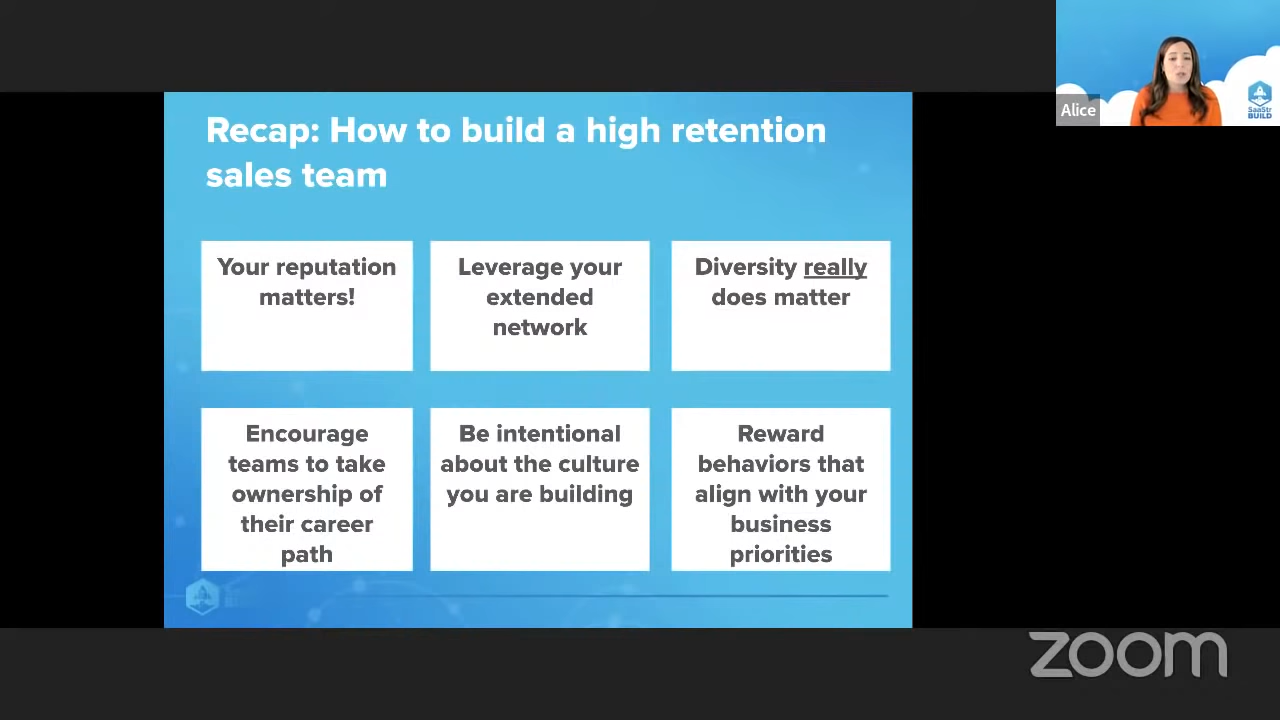 Recap: How to build a high retention
sales team
Your reputation
matters!
Leverage your
extended
network
Diversity really
does matter
Encourage
teams to take
ownership of
their career
path
Be intentional
about the culture
you are building
Reward
behaviors that
align with your
business
priorities
Alice
SaaStr
BUILD
zoom